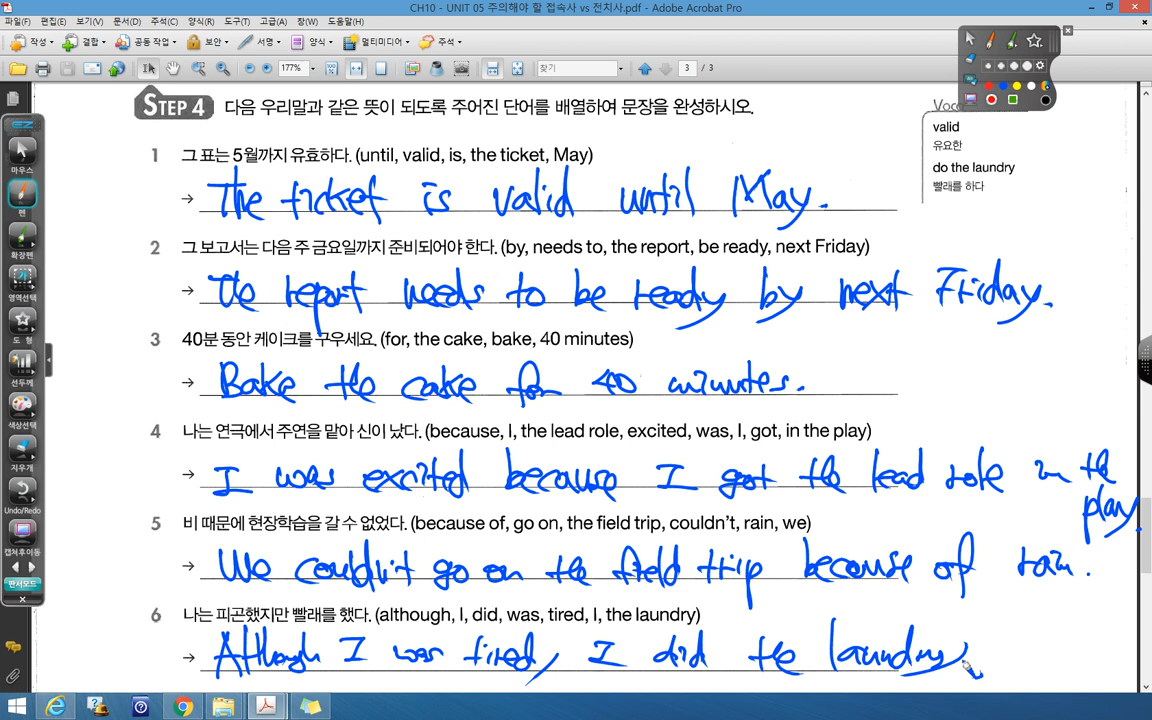 CH10 - UNIT 05 주의해야 할 접속사 vs 전치사.pdf - Adobe Acrobat Pro
파일(F) 편집(E) 보기(V) 문서(D) 주석(C) 양식(R) 도구(T) 고급(A) 창(W) 도움말(H)
작성 결합 공동 작업 보안 서명 양식 멀티미디어 주석
177% 찾기 3 / 3
STEP 4 다음 우리말과 같은 뜻이 되도록 주어진 단어를 배열하여 문장을 완성하시오.
valid
유요한
do the laundry
빨래를 하다
1 그 표는 5월까지 유효하다. (until, valid, is, the ticket, May)
→ The ticket is valid until May.
2 그 보고서는 다음 주 금요일까지 준비되어야 한다. (by, needs to, the report, be ready, next Friday)
→ The report needs to be ready by next Friday.
3 40분 동안 케이크를 구우세요. (for, the cake, bake, 40 minutes)
→ Bake the cake for 40 minutes.
4 나는 연극에서 주연을 맡아 신이 났다. (because, I, the lead role, excited, was, I, got, in the play)
→ I was excited because I got the lead role in the
play.
5 비 때문에 현장학습을 갈 수 없었다. (because of, go on, the field trip, couldn't, rain, we)
→ We couldn't go on the field trip because of rain.
6 나는 피곤했지만 빨래를 했다. (although, I, did, was, tired, I, the laundry)
→ Although I was tired, I did the laundry
마우스
펜
확장펜
영역선택
도 형
선두께
색상선택
지우개
Undo/Redo
캡쳐후이동
판서모드